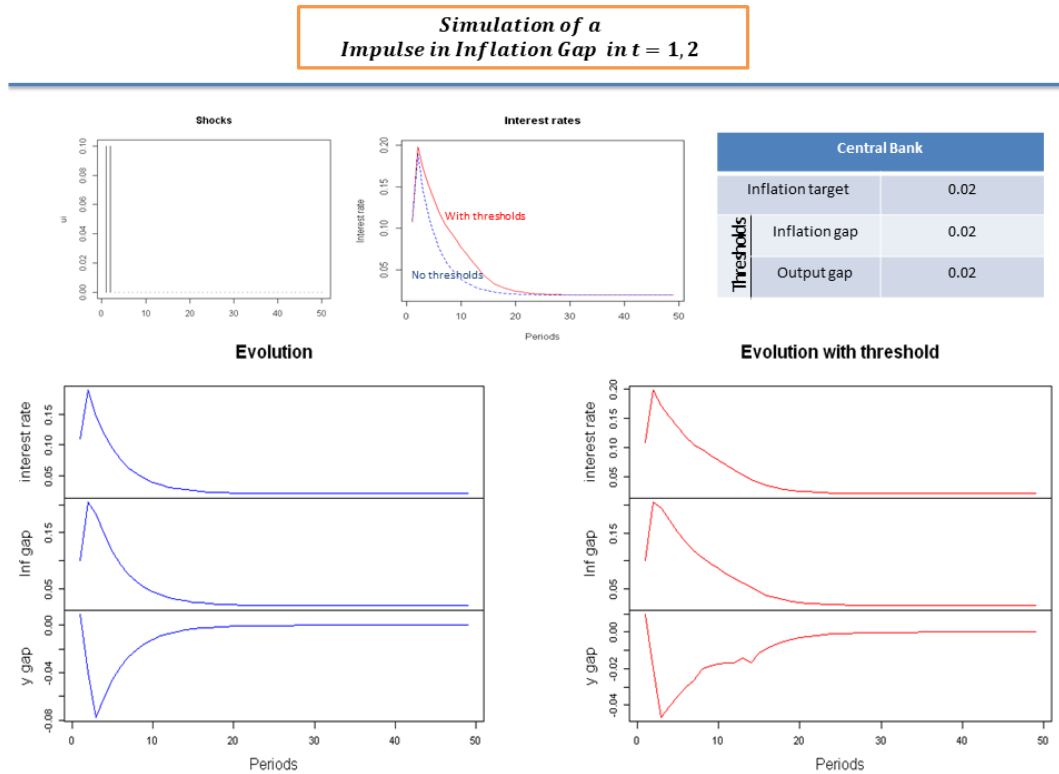 Simulation of a
Impulse in Inflation Gap in t = 1, 2
Shocks
ui
0.00 0.02 0.04 0.06 0.08 0.10
0 10 20 30 40 50
Interest rates
Interest rate
0.05 0.10 0.15 0.20
With thresholds
No thresholds
0 10 20 30 40 50
Periods
Central Bank
Inflation target 0.02
Thresholds
Inflation gap 0.02
Output gap 0.02
Evolution
interest rate
0.05 0.10 0.15
Inf gap
0.05 0.15
y gap
-0.08 -0.04 0.00
0 10 20 30 40 50
Periods
Evolution with threshold
interest rate
0.05 0.10 0.15 0.20
Inf gap
0.05 0.15
y gap
-0.04 -0.02 0.00
0 10 20 30 40 50
Periods